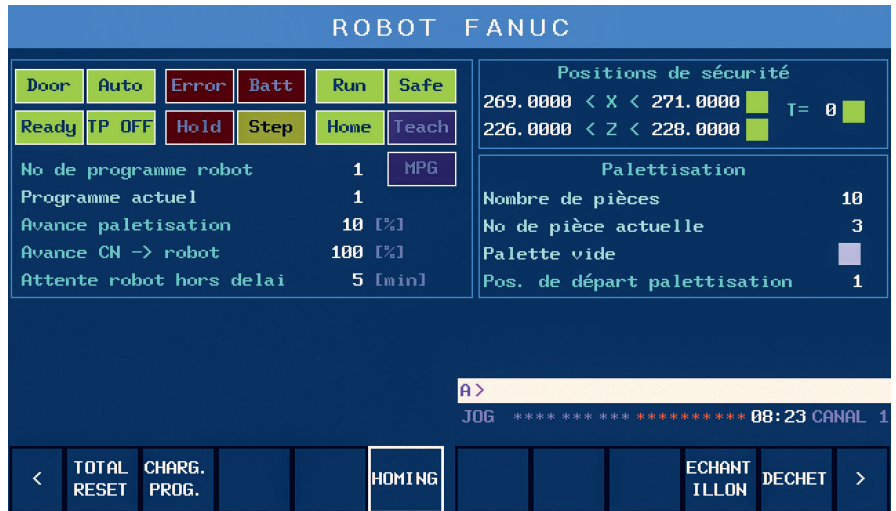 ROBOT FANUC
Door Auto Error Batt Run Safe
Ready TP OFF Hold Step Home Teach
No de programme robot 1 MPG
Programme actuel 1
Avance paletisation 10 [%]
Avance CN -> robot 100 [%]
Attente robot hors delai 5 [min]
Positions de sécurité
269.0000 < X < 271.0000 T= 0
226.0000 < Z < 228.0000
Palettisation
Nombre de pièces 10
No de pièce actuelle 3
Palette vide
Pos. de départ palettisation 1
A>
JOG **** *** *** ********** 08:23 CANAL 1
< TOTAL RESET CHARG. PROG. HOMING ECHANT ILLON DECHET >